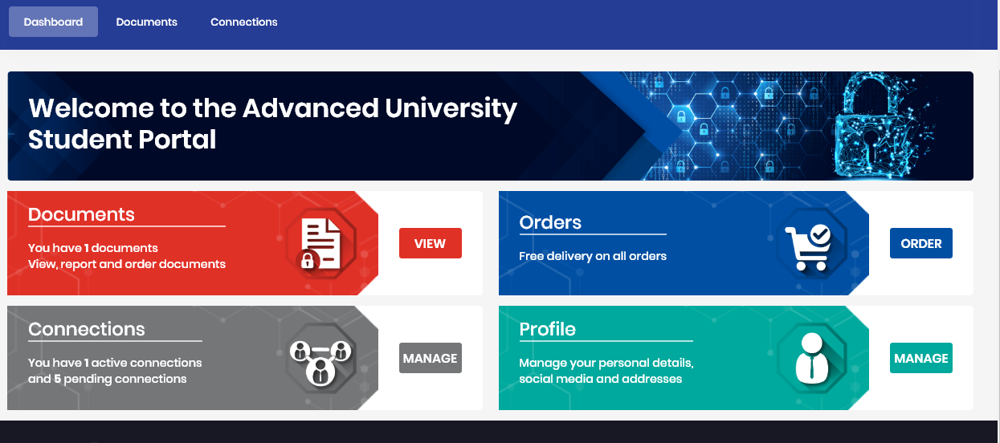 Dashboard Documents Connections
Welcome to the Advanced University
Student Portal
Documents
You have 1 documents
View, report and order documents
VIEW
Orders
Free delivery on all orders
ORDER
Connections
You have 1 active connections
and 5 pending connections
MANAGE
Profile
Manage your personal details,
social media and addresses
MANAGE